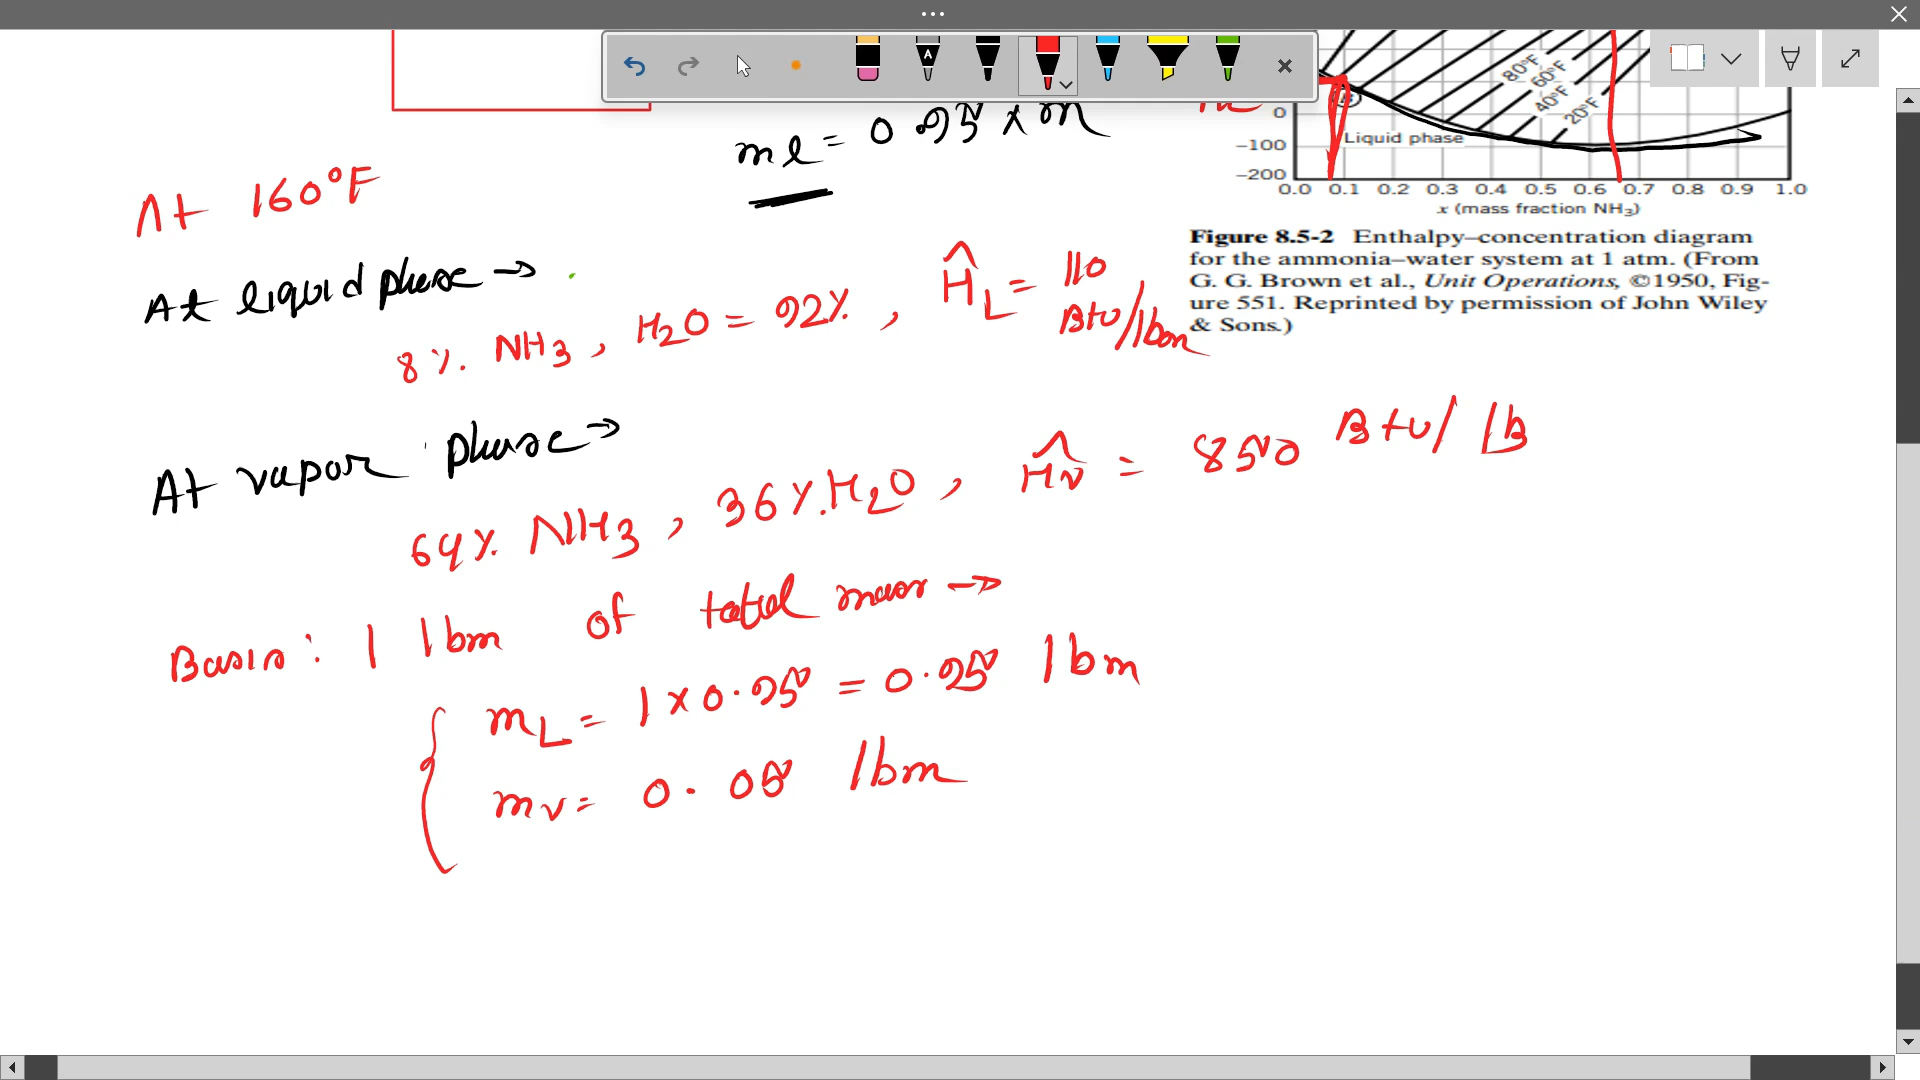 ...
80°F
60°F
40°F
20°F
0
-100
-200
Liquid phase
0.0 0.1 0.2 0.3 0.4 0.5 0.6 0.7 0.8 0.9 1.0
x (mass fraction NH3)
Figure 8.5-2 Enthalpy–concentration diagram
for the ammonia–water system at 1 atm. (From
G. G. Brown et al., Unit Operations, ©1950, Fig-
ure 551. Reprinted by permission of John Wiley
& Sons.)
ml = 0.95 x m
At 160°F
At liquid phase →
8%. NH3, H2O = 92%, ĤL = 110
Btu/lbm
At vapor phase →
64%. NH3, 36%. H2O, Ĥv = 850 Btu/lb
Basis: 1 lbm of total mass →
mL = 1 x 0.95 = 0.95 lbm
mv = 0.05 lbm